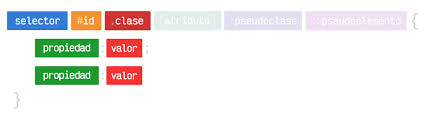 selector #id .clase [atributo] :pseudoclase ::pseudoelemento {
propiedad : valor ;
propiedad : valor
}